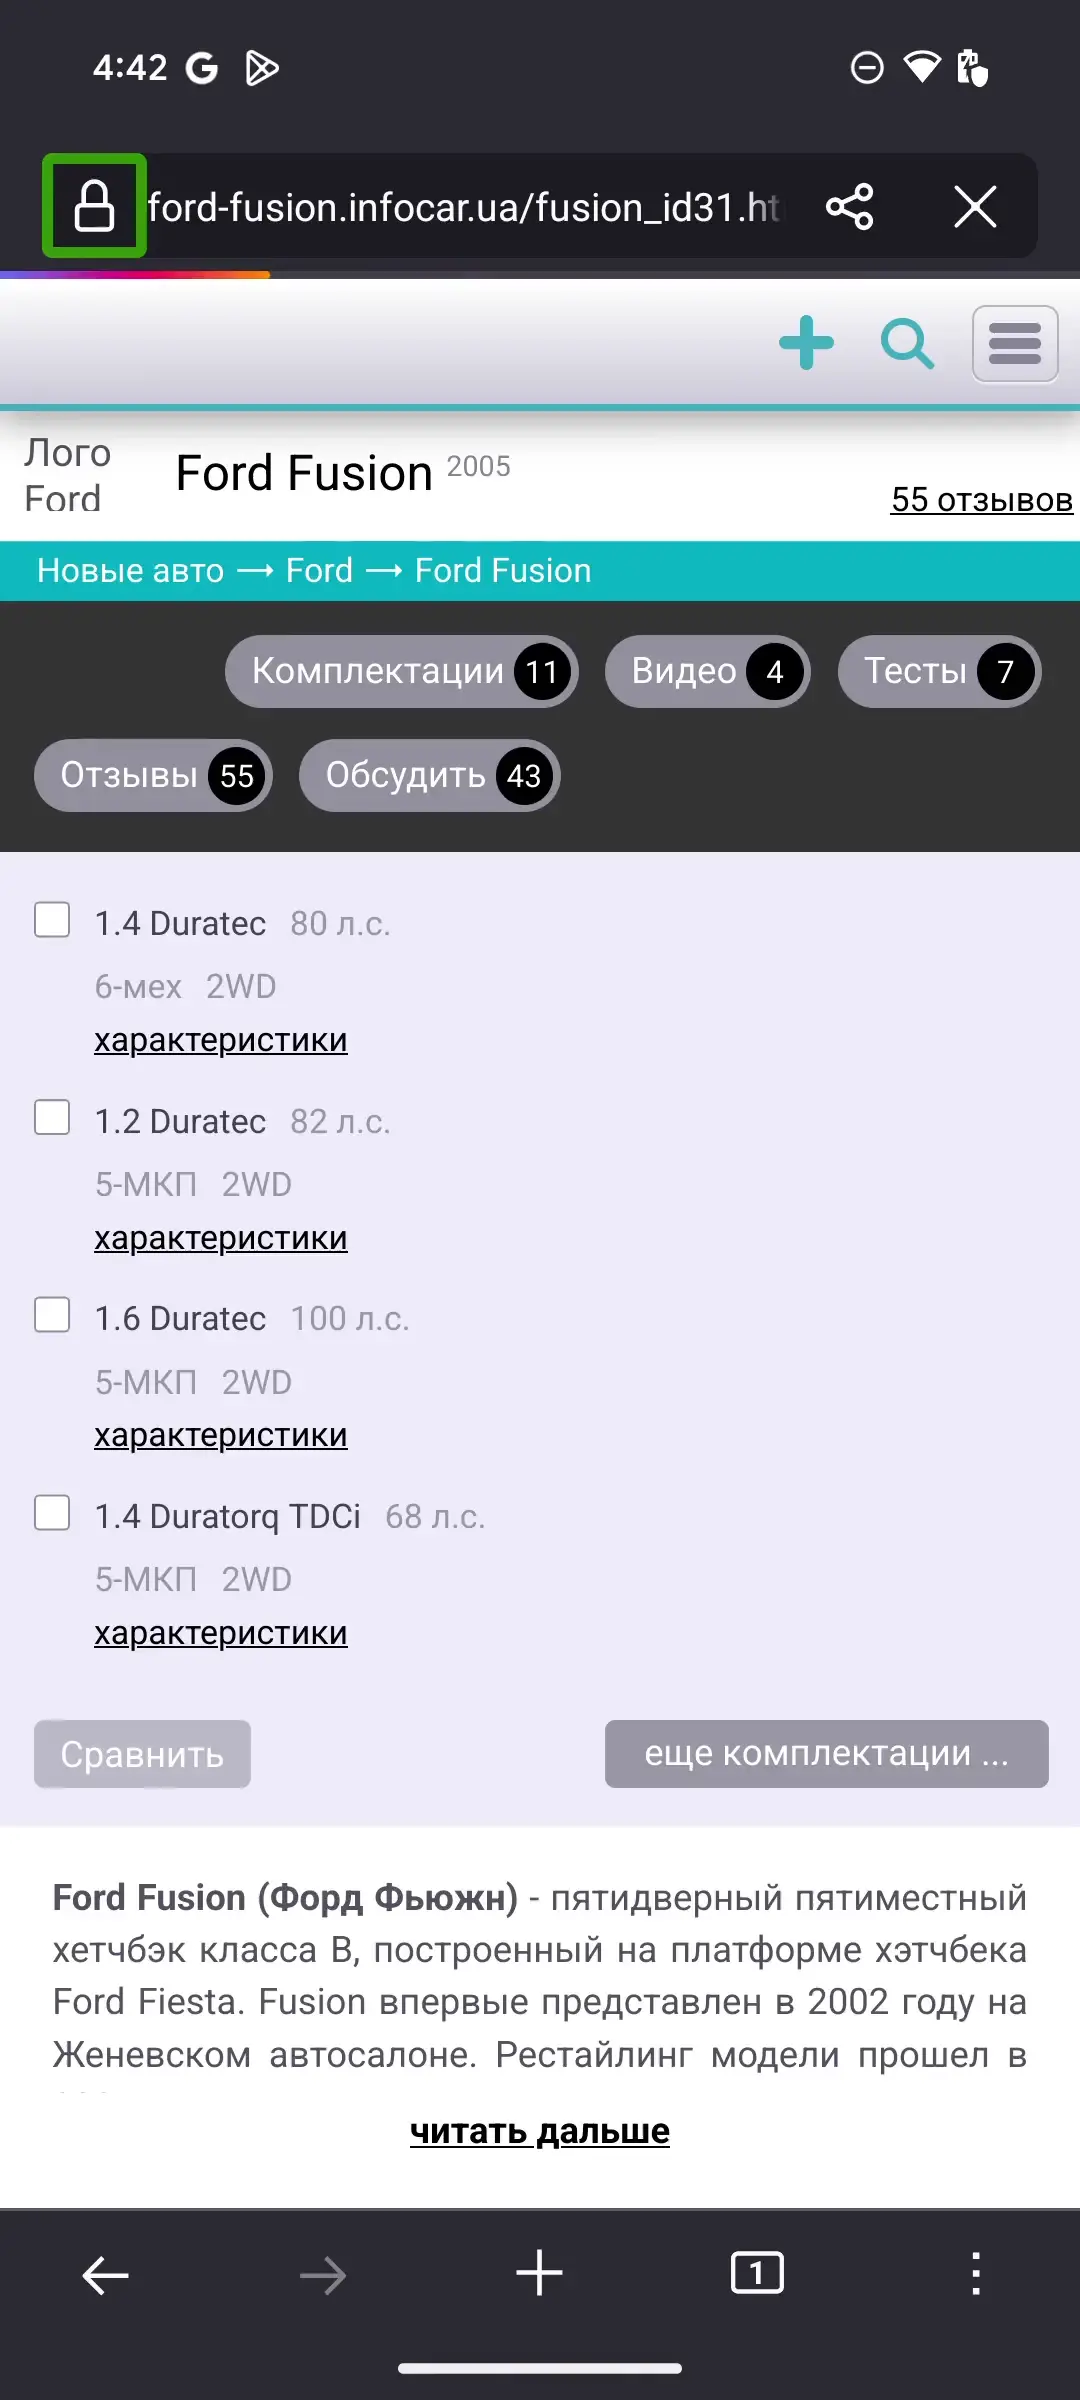 4:42
ford-fusion.infocar.ua/fusion_id31.ht
Лого
Ford
Ford Fusion 2005
55 отзывов
Новые авто → Ford → Ford Fusion
Комплектации 11
Видео 4
Тесты 7
Отзывы 55
Обсудить 43
1.4 Duratec 80 л.с.
6-мех 2WD
характеристики
1.2 Duratec 82 л.с.
5-МКП 2WD
характеристики
1.6 Duratec 100 л.с.
5-МКП 2WD
характеристики
1.4 Duratorq TDCi 68 л.с.
5-МКП 2WD
характеристики
Сравнить
еще комплектации ...
Ford Fusion (Форд Фьюжн) - пятидверный пятиместный
хетчбэк класса B, построенный на платформе хэтчбека
Ford Fiesta. Fusion впервые представлен в 2002 году на
Женевском автосалоне. Рестайлинг модели прошел в
читать дальше
1